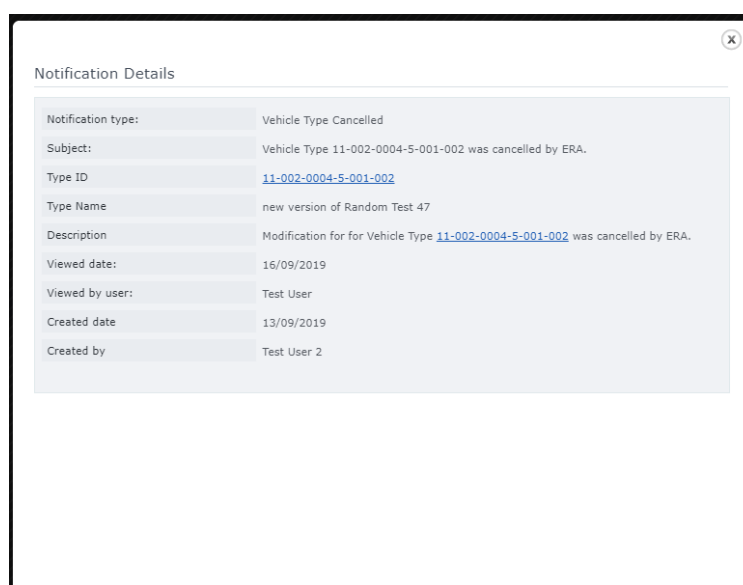 x
Notification Details
Notification type: Vehicle Type Cancelled
Subject: Vehicle Type 11-002-0004-5-001-002 was cancelled by ERA.
Type ID 11-002-0004-5-001-002
Type Name new version of Random Test 47
Description Modification for for Vehicle Type 11-002-0004-5-001-002 was cancelled by ERA.
Viewed date: 16/09/2019
Viewed by user: Test User
Created date 13/09/2019
Created by Test User 2